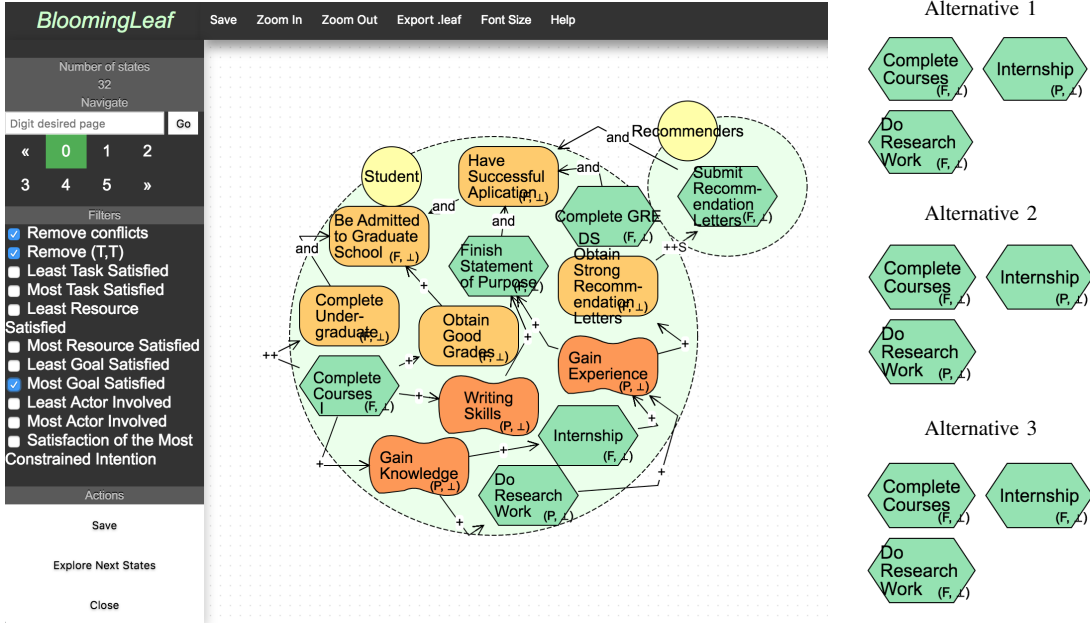 BloomingLeaf
Save Zoom In Zoom Out Export .leaf Font Size Help
Number of states
32
Navigate
Digit desired page Go
« 0 1 2
3 4 5 »
Filters
Remove conflicts
Remove (T,T)
Least Task Satisfied
Most Task Satisfied
Least Resource
Satisfied
Most Resource Satisfied
Least Goal Satisfied
Most Goal Satisfied
Least Actor Involved
Most Actor Involved
Satisfaction of the Most
Constrained Intention
Actions
Save
Explore Next States
Close
Recommenders
and
Student
Have
Successful
Aplication
(F, ⊥)
and
Submit
Recomm-
endation
Letters
(F, ⊥)
Be Admitted
to Graduate
School
(F, ⊥)
and
and
and
Complete GRE
(F, ⊥)
DS
++S
Finish
Statement
of Purpose
(F, ⊥)
Obtain
Strong
Recomm-
endation
Letters
(F, ⊥)
+
Complete
Under-
graduate
(F, ⊥)
Obtain
Good
Grades
(F, ⊥)
+
+
++
+
Gain
Experience
(P, ⊥)
+
Complete
Courses
(F, ⊥)
+
Writing
Skills
(P, ⊥)
+
Internship
(F, ⊥)
+
Gain
Knowledge
(P, ⊥)
+
+
Do
Research
Work
(P, ⊥)
+
Alternative 1
Complete
Courses
(F, ⊥)
Internship
(P, ⊥)
Do
Research
Work
(F, ⊥)
Alternative 2
Complete
Courses
(F, ⊥)
Internship
(P, ⊥)
Do
Research
Work
(P, ⊥)
Alternative 3
Complete
Courses
(F, ⊥)
Internship
(F, ⊥)
Do
Research
Work
(F, ⊥)